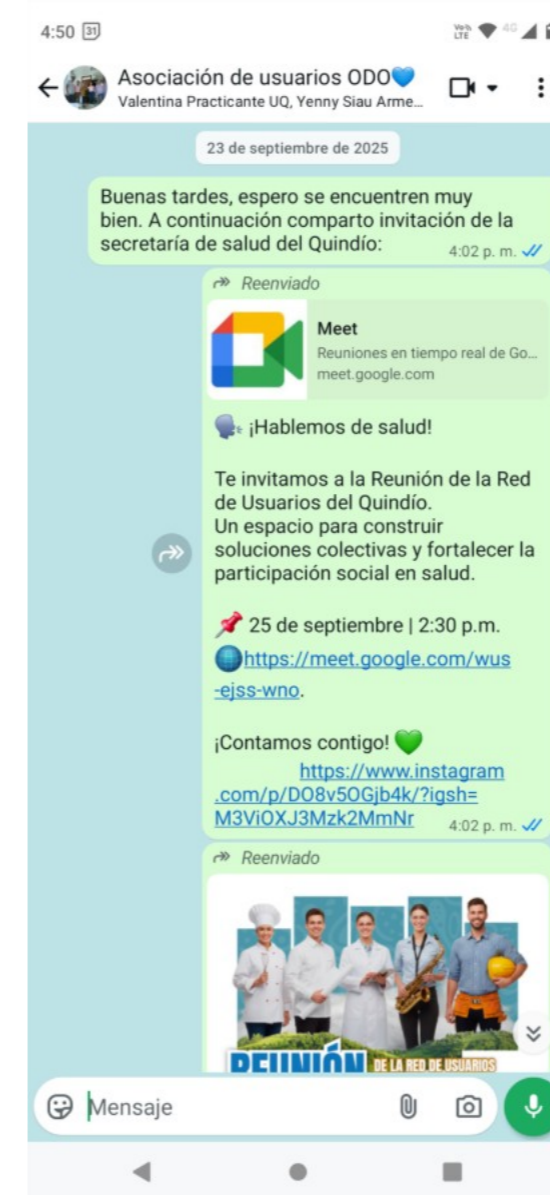 4:50 31
VoLTE 4G
Asociación de usuarios ODO💙
Valentina Practicante UQ, Yenny Siau Arme...
23 de septiembre de 2025
Buenas tardes, espero se encuentren muy
bien. A continuación comparto invitación de la
secretaría de salud del Quindío:
4:02 p. m.
Reenviado
Meet
Reuniones en tiempo real de Go...
meet.google.com
🗣️ ¡Hablemos de salud!
Te invitamos a la Reunión de la Red
de Usuarios del Quindío.
Un espacio para construir
soluciones colectivas y fortalecer la
participación social en salud.
📌 25 de septiembre | 2:30 p.m.
🌐https://meet.google.com/wus
-ejss-wno.
¡Contamos contigo! 💚
https://www.instagram
.com/p/DO8v5OGjb4k/?igsh=
M3ViOXJ3Mzk2MmNr
4:02 p. m.
Reenviado
REUNIÓN DE LA RED DE USUARIOS
Mensaje